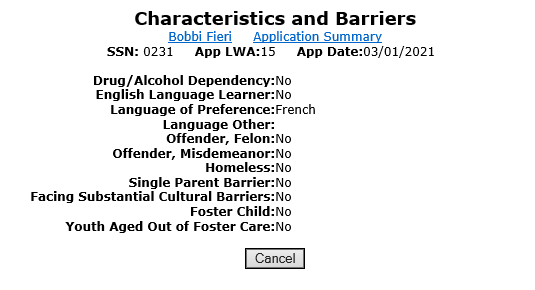 Characteristics and Barriers
Bobbi Fieri Application Summary
SSN: 0231 App LWA:15 App Date:03/01/2021
Drug/Alcohol Dependency:No
English Language Learner:No
Language of Preference:French
Language Other:
Offender, Felon:No
Offender, Misdemeanor:No
Homeless:No
Single Parent Barrier:No
Facing Substantial Cultural Barriers:No
Foster Child:No
Youth Aged Out of Foster Care:No
Cancel